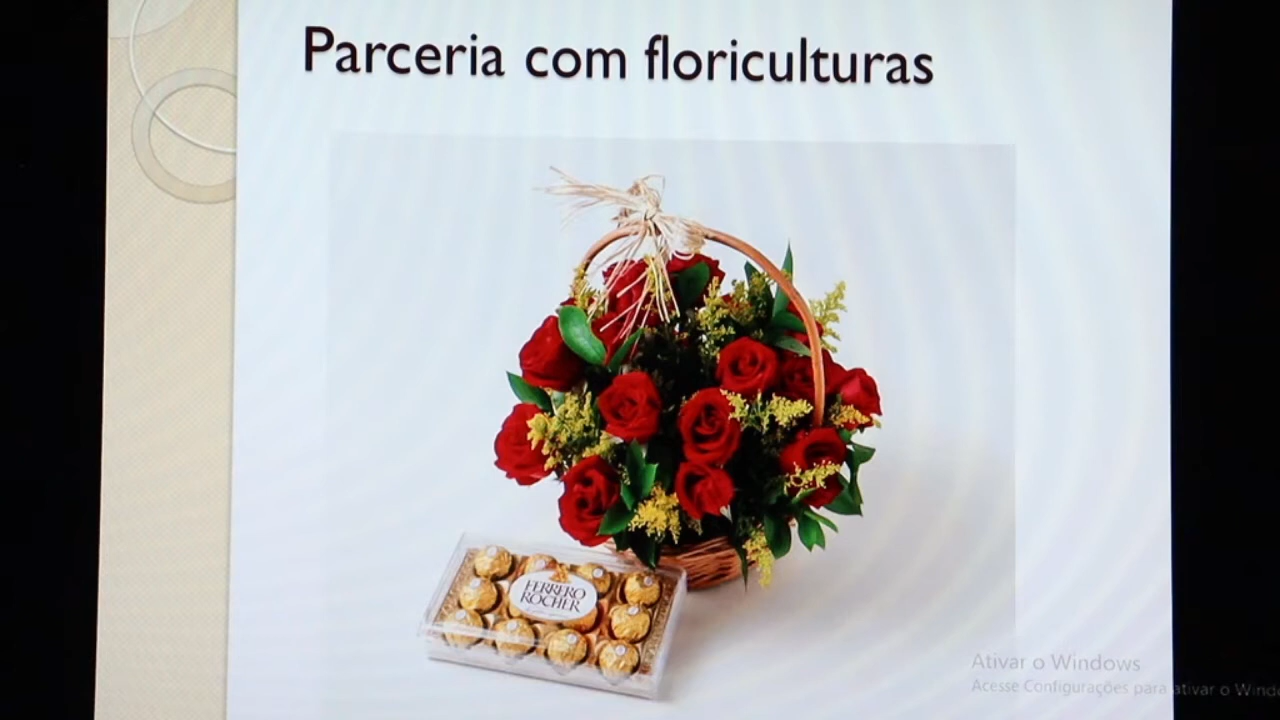 Parceria com floriculturas
FERRERO
ROCHER
Ativar o Windows
Acesse Configurações para ativar o Windo